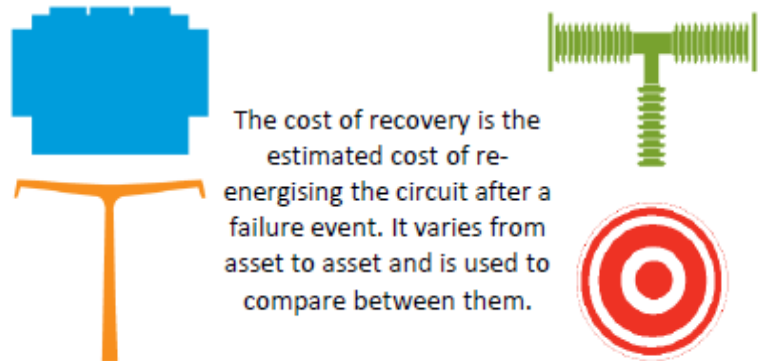 The cost of recovery is the
estimated cost of re-
energising the circuit after a
failure event. It varies from
asset to asset and is used to
compare between them.